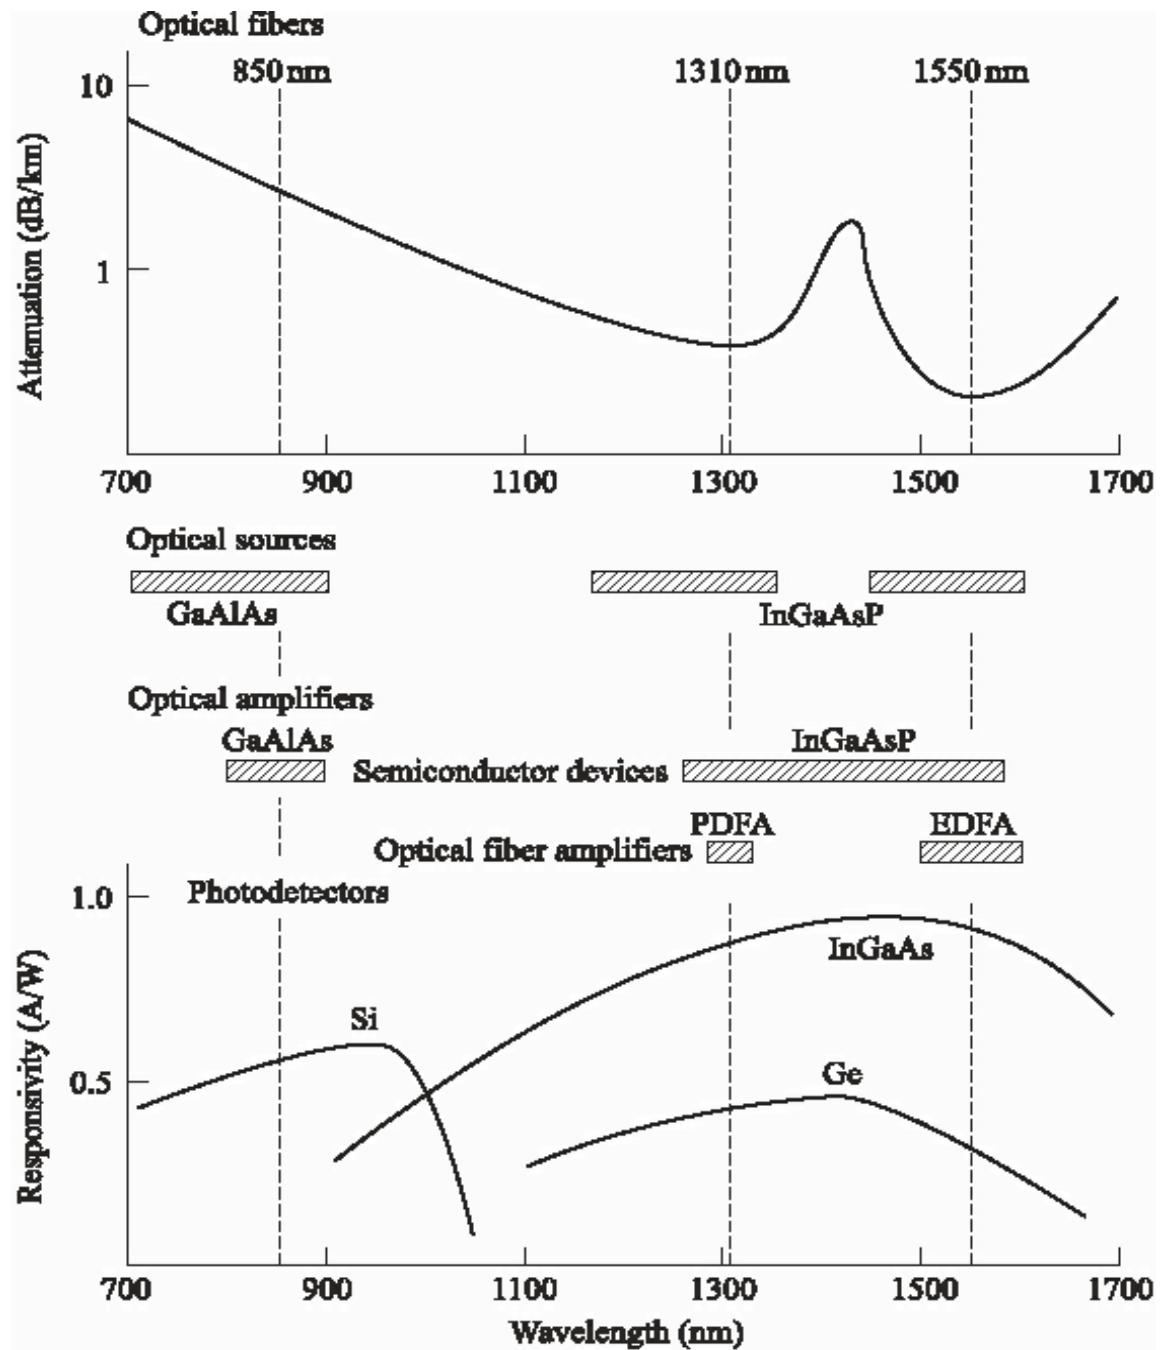 Optical fibers
850 nm 1310 nm 1550 nm
10
Attenuation (dB/km)
1
700 900 1100 1300 1500 1700
Optical sources
GaAlAs InGaAsP
Optical amplifiers
GaAlAs InGaAsP
Semiconductor devices
PDFA EDFA
Optical fiber amplifiers
1.0 Photodetectors
InGaAs
Responsivity (A/W)
Si
0.5 Ge
700 900 1100 1300 1500 1700
Wavelength (nm)